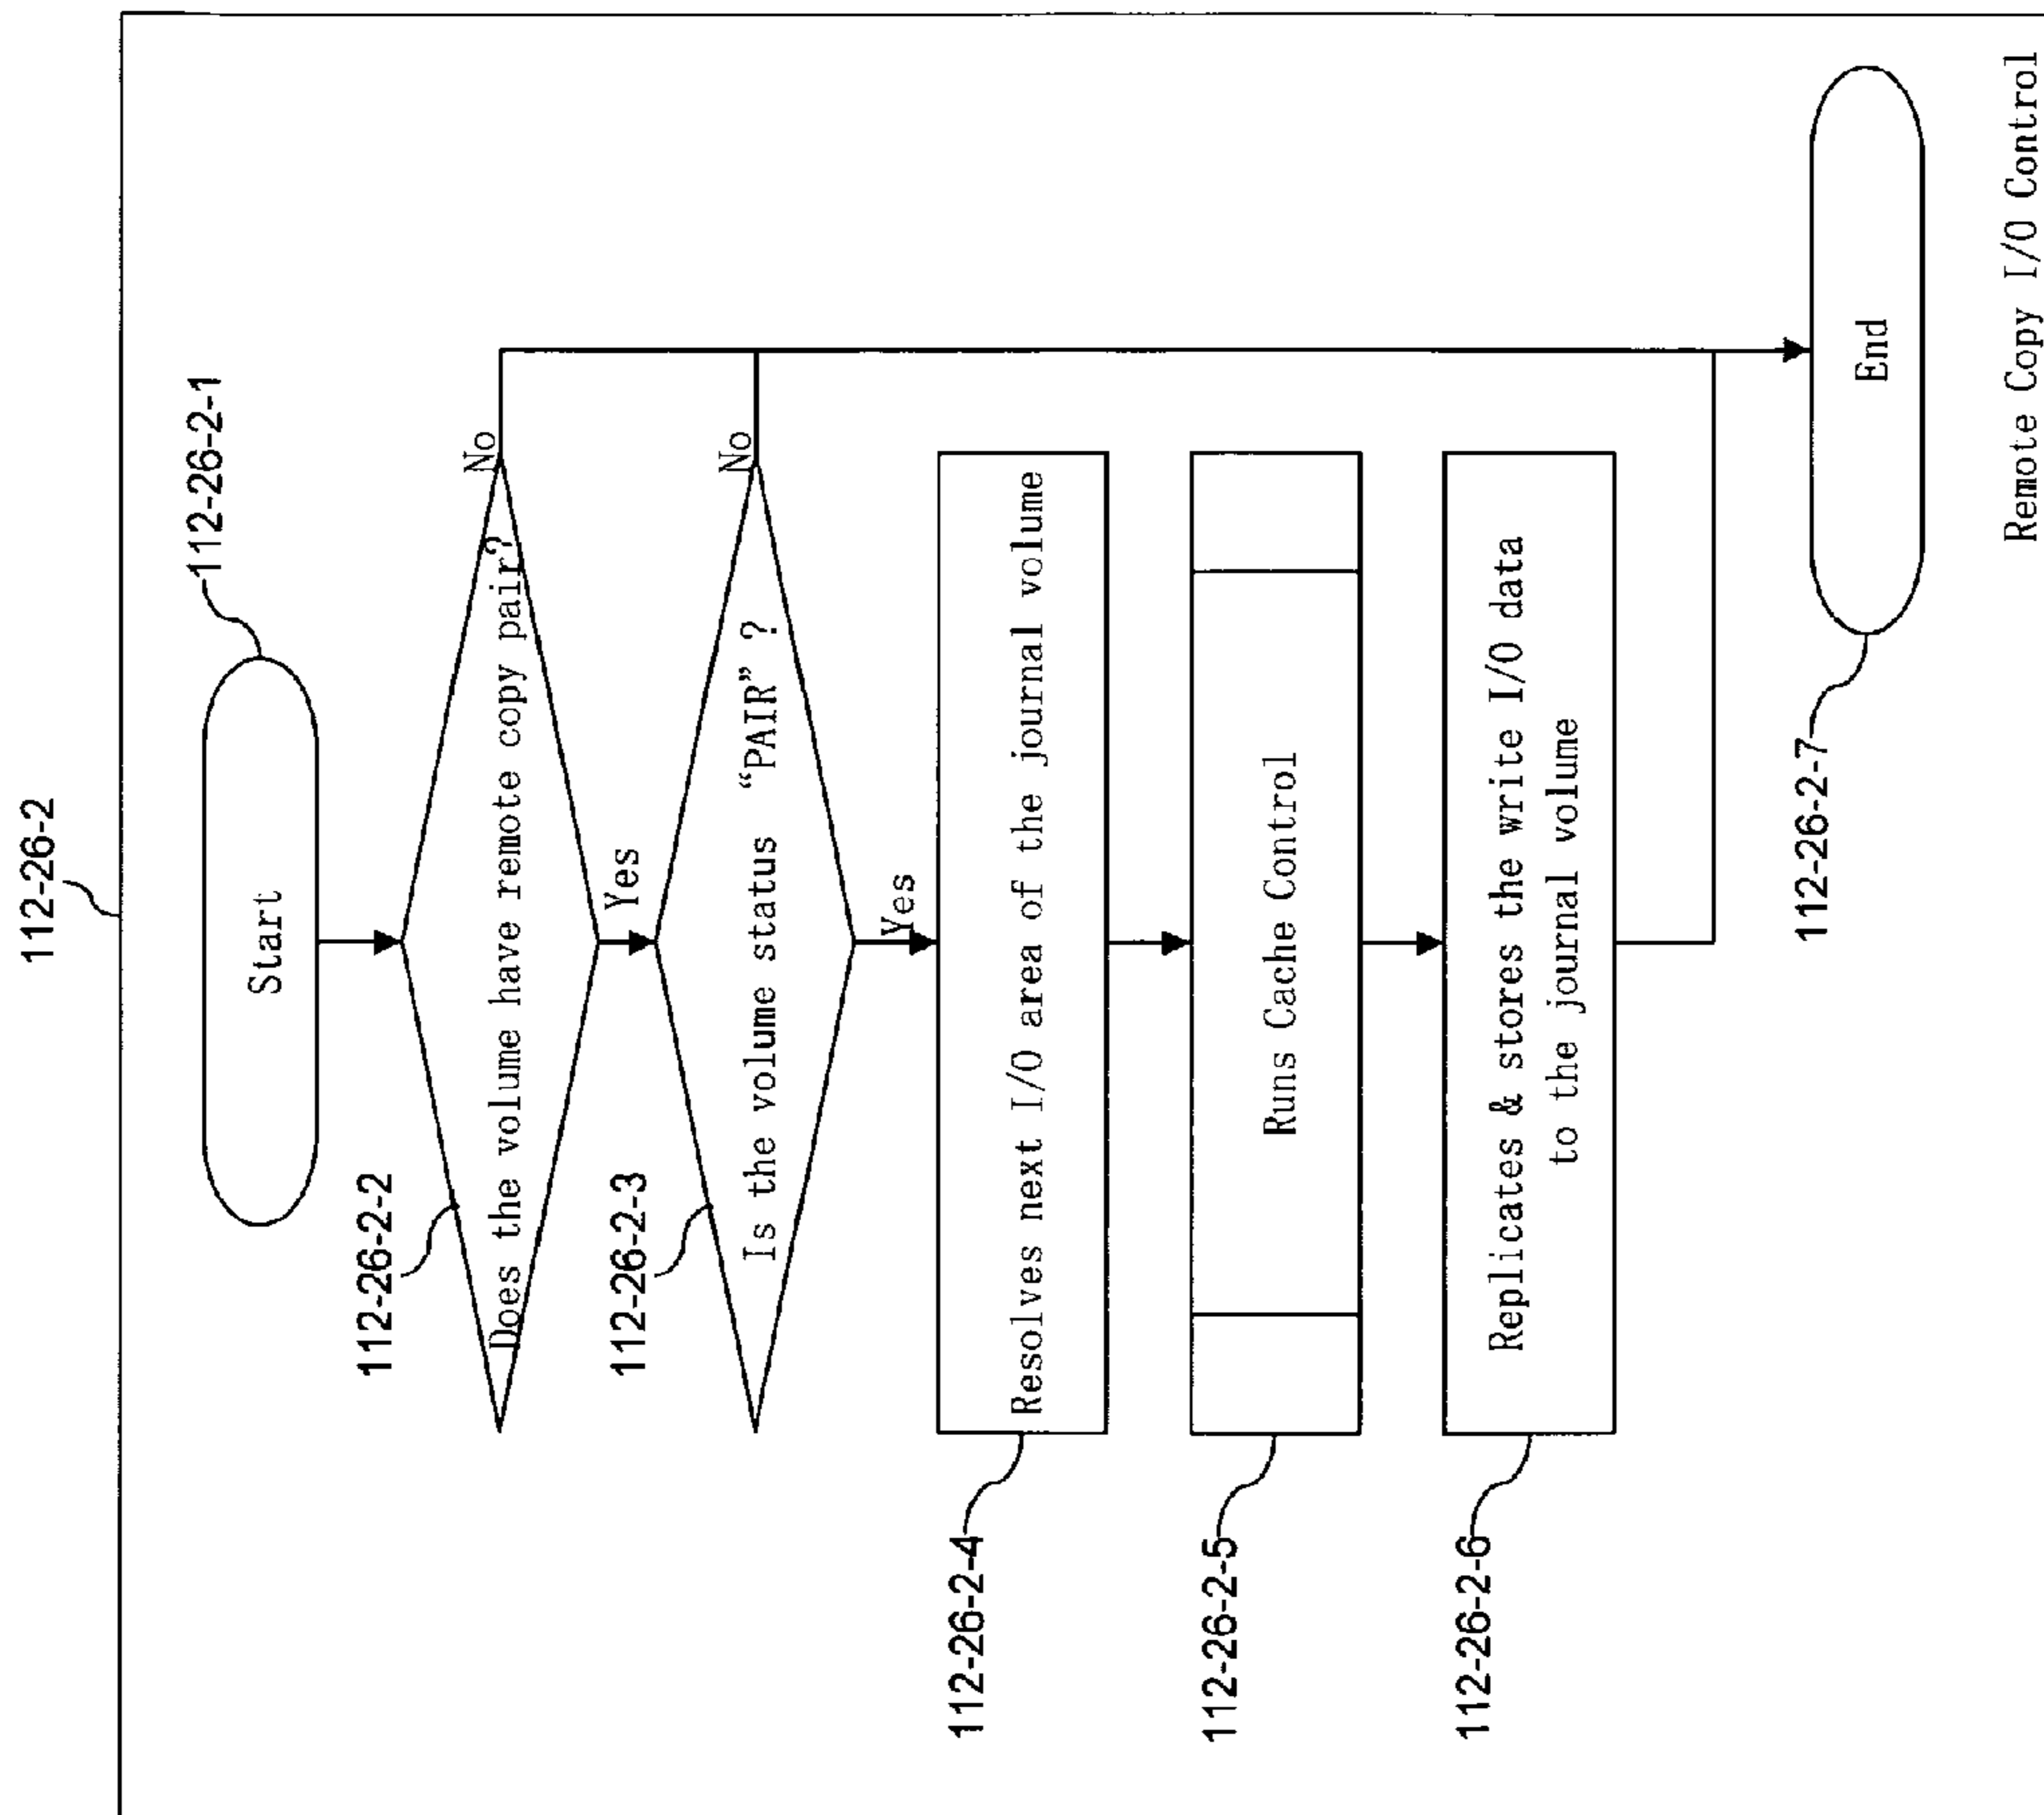 112-26-2
112-26-2-1
Start
112-26-2-2
Does the volume have remote copy pair?
No
Yes
112-26-2-3
Is the volume status "PAIR" ?
No
Yes
112-26-2-4
Resolves next I/O area of the journal volume
112-26-2-5
Runs Cache Control
112-26-2-6
Replicates & stores the write I/O data
to the journal volume
112-26-2-7
End
Remote Copy I/O Control